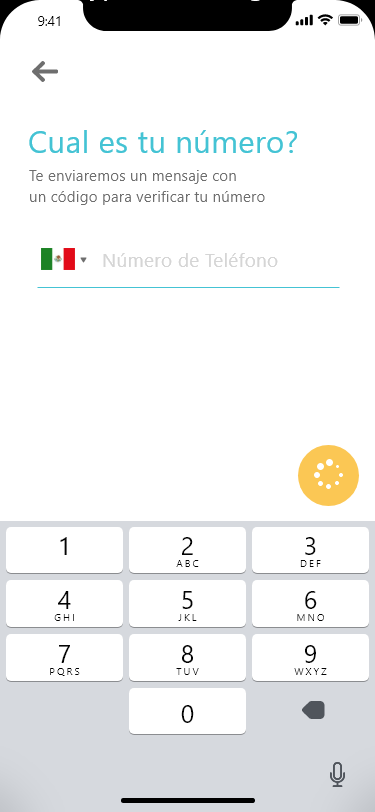 9:41
Cual es tu número?
Te enviaremos un mensaje con
un código para verificar tu número
Número de Teléfono
1
2
ABC
3
DEF
4
GHI
5
JKL
6
MNO
7
PQRS
8
TUV
9
WXYZ
0